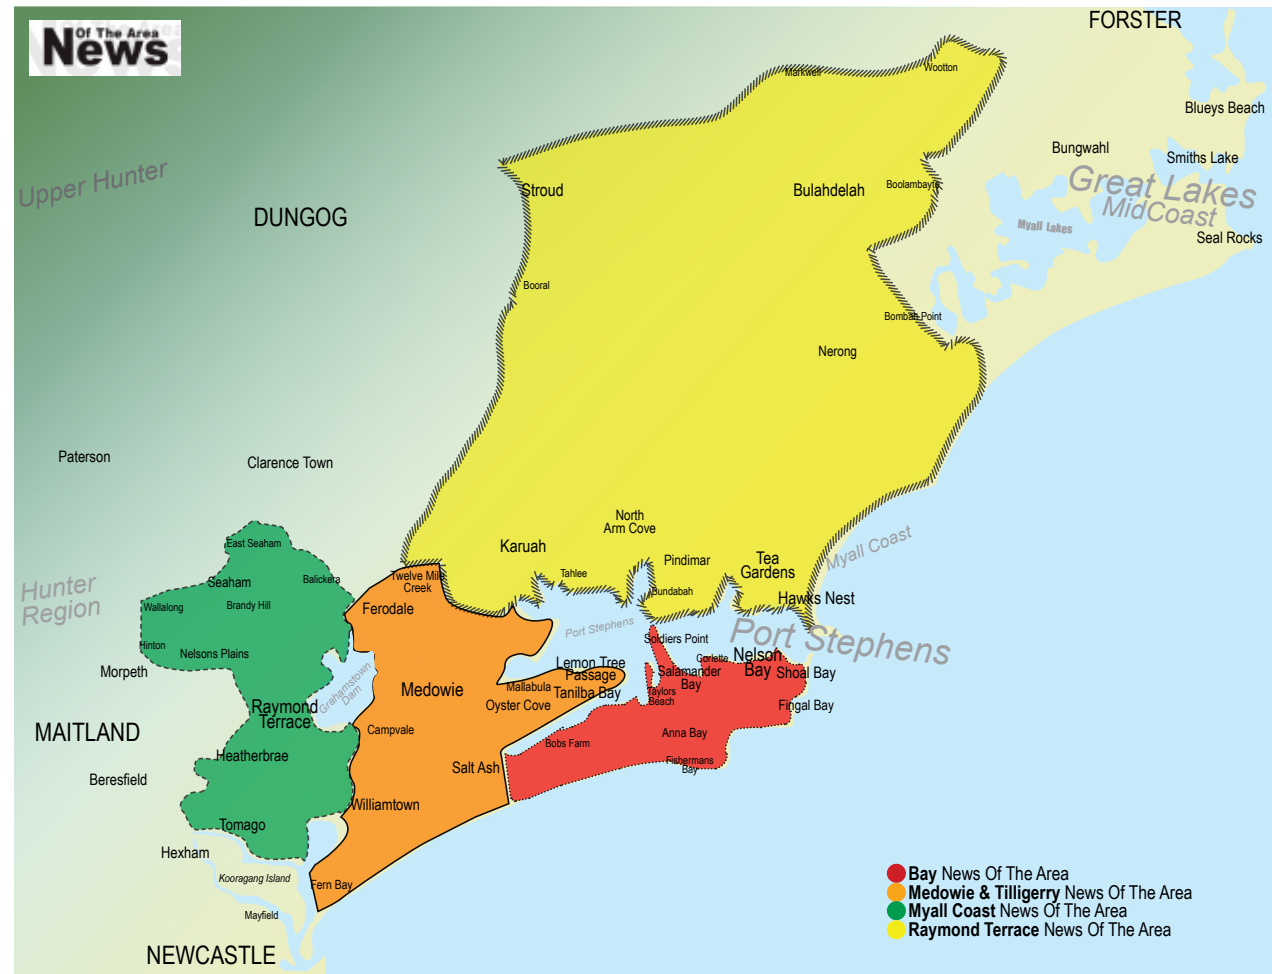 Of The Area
News
FORSTER
Markwell
Wootton
Blueys Beach
Bungwahl
Smiths Lake
Upper Hunter
Stroud
Bulahdelah
Boolambayte
Great Lakes
MidCoast
DUNGOG
Myall Lakes
Seal Rocks
Booral
Bombah Point
Nerong
Paterson
Clarence Town
North
Arm Cove
Karuah
Pindimar
Tea
Gardens
Myall Coast
East Seaham
Seaham
Balickera
Twelve Mile
Creek
Tahlee
Bundabah
Hawks Nest
Hunter
Region
Wallalong
Brandy Hill
Ferodale
Port Stephens
Soldiers Point
Port Stephens
Hinton
Nelsons Plains
Morpeth
Grahamstown
Dam
Medowie
Lemon Tree
Passage
Mallabula
Tanilba Bay
Oyster Cove
Corlette
Salamander
Bay
Nelson
Bay
Shoal Bay
Taylors
Beach
Fingal Bay
Raymond
Terrace
MAITLAND
Campvale
Bobs Farm
Anna Bay
Heatherbrae
Salt Ash
Fishermans
Bay
Beresfield
Williamtown
Tomago
Hexham
Kooragang Island
Fern Bay
Mayfield
NEWCASTLE
Bay News Of The Area
Medowie & Tilligerry News Of The Area
Myall Coast News Of The Area
Raymond Terrace News Of The Area